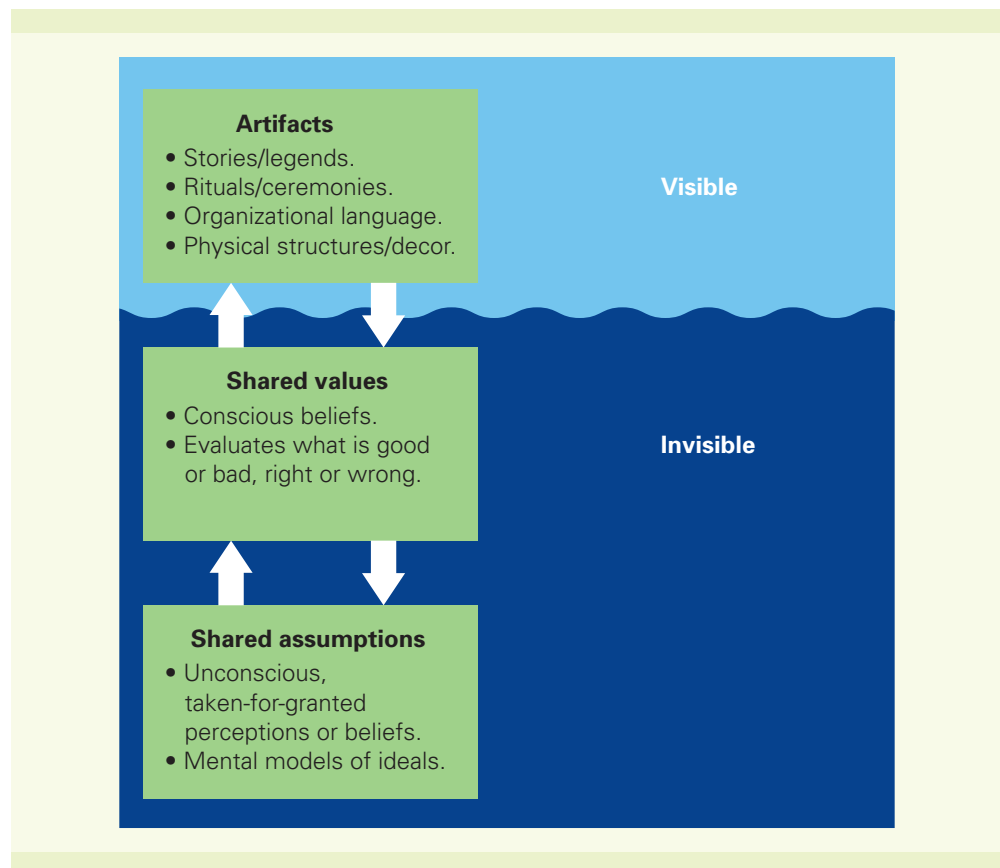 Artifacts
• Stories/legends.
• Rituals/ceremonies.
• Organizational language.
• Physical structures/decor.
Visible
Shared values
• Conscious beliefs.
• Evaluates what is good
or bad, right or wrong.
Invisible
Shared assumptions
• Unconscious,
taken-for-granted
perceptions or beliefs.
• Mental models of ideals.